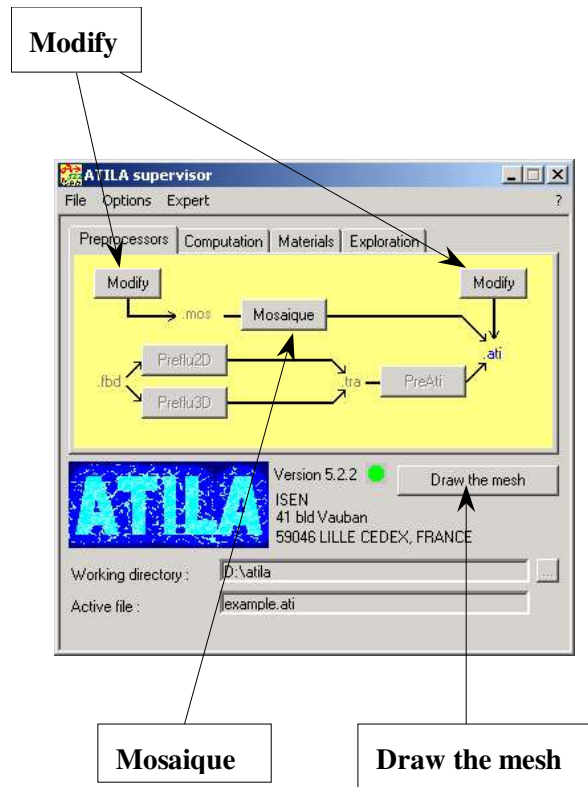 Modify
ATILA supervisor
File Options Expert ?
Preprocessors Computation Materials Exploration
Modify Modify
.mos Mosaique
.ati
Preflu2D
.fbd .tra PreAti
Preflu3D
ATILA
Version 5.2.2 Draw the mesh
ISEN
41 bld Vauban
59046 LILLE CEDEX, FRANCE
Working directory : D:\atila ...
Active file : example.ati
Mosaique Draw the mesh